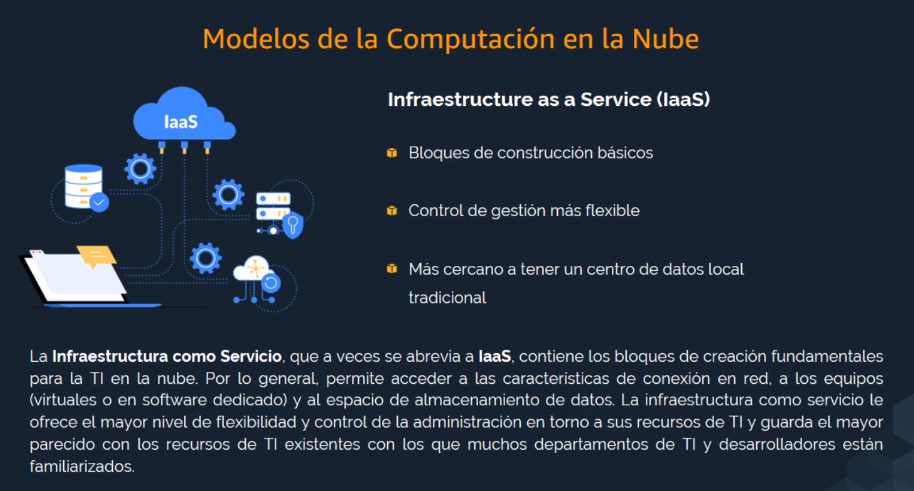 Modelos de la Computación en la Nube
IaaS
Infraestructure as a Service (IaaS)
Bloques de construcción básicos
Control de gestión más flexible
Más cercano a tener un centro de datos local
tradicional
La Infraestructura como Servicio, que a veces se abrevia a IaaS, contiene los bloques de creación fundamentales
para la TI en la nube. Por lo general, permite acceder a las características de conexión en red, a los equipos
(virtuales o en software dedicado) y al espacio de almacenamiento de datos. La infraestructura como servicio le
ofrece el mayor nivel de flexibilidad y control de la administración en torno a sus recursos de TI y guarda el mayor
parecido con los recursos de TI existentes con los que muchos departamentos de TI y desarrolladores están
familiarizados.